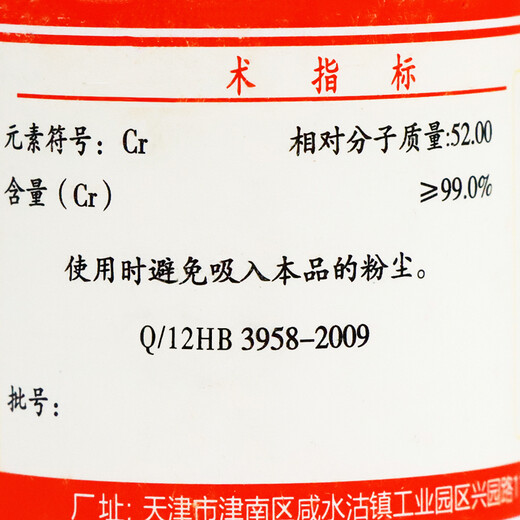 术 指 标
元素符号: Cr 相对分子质量:52.00
含量(Cr) ≥99.0%
使用时避免吸入本品的粉尘。
Q/12HB 3958-2009
批号:
厂址: 天津市津南区咸水沽镇工业园区兴园路1